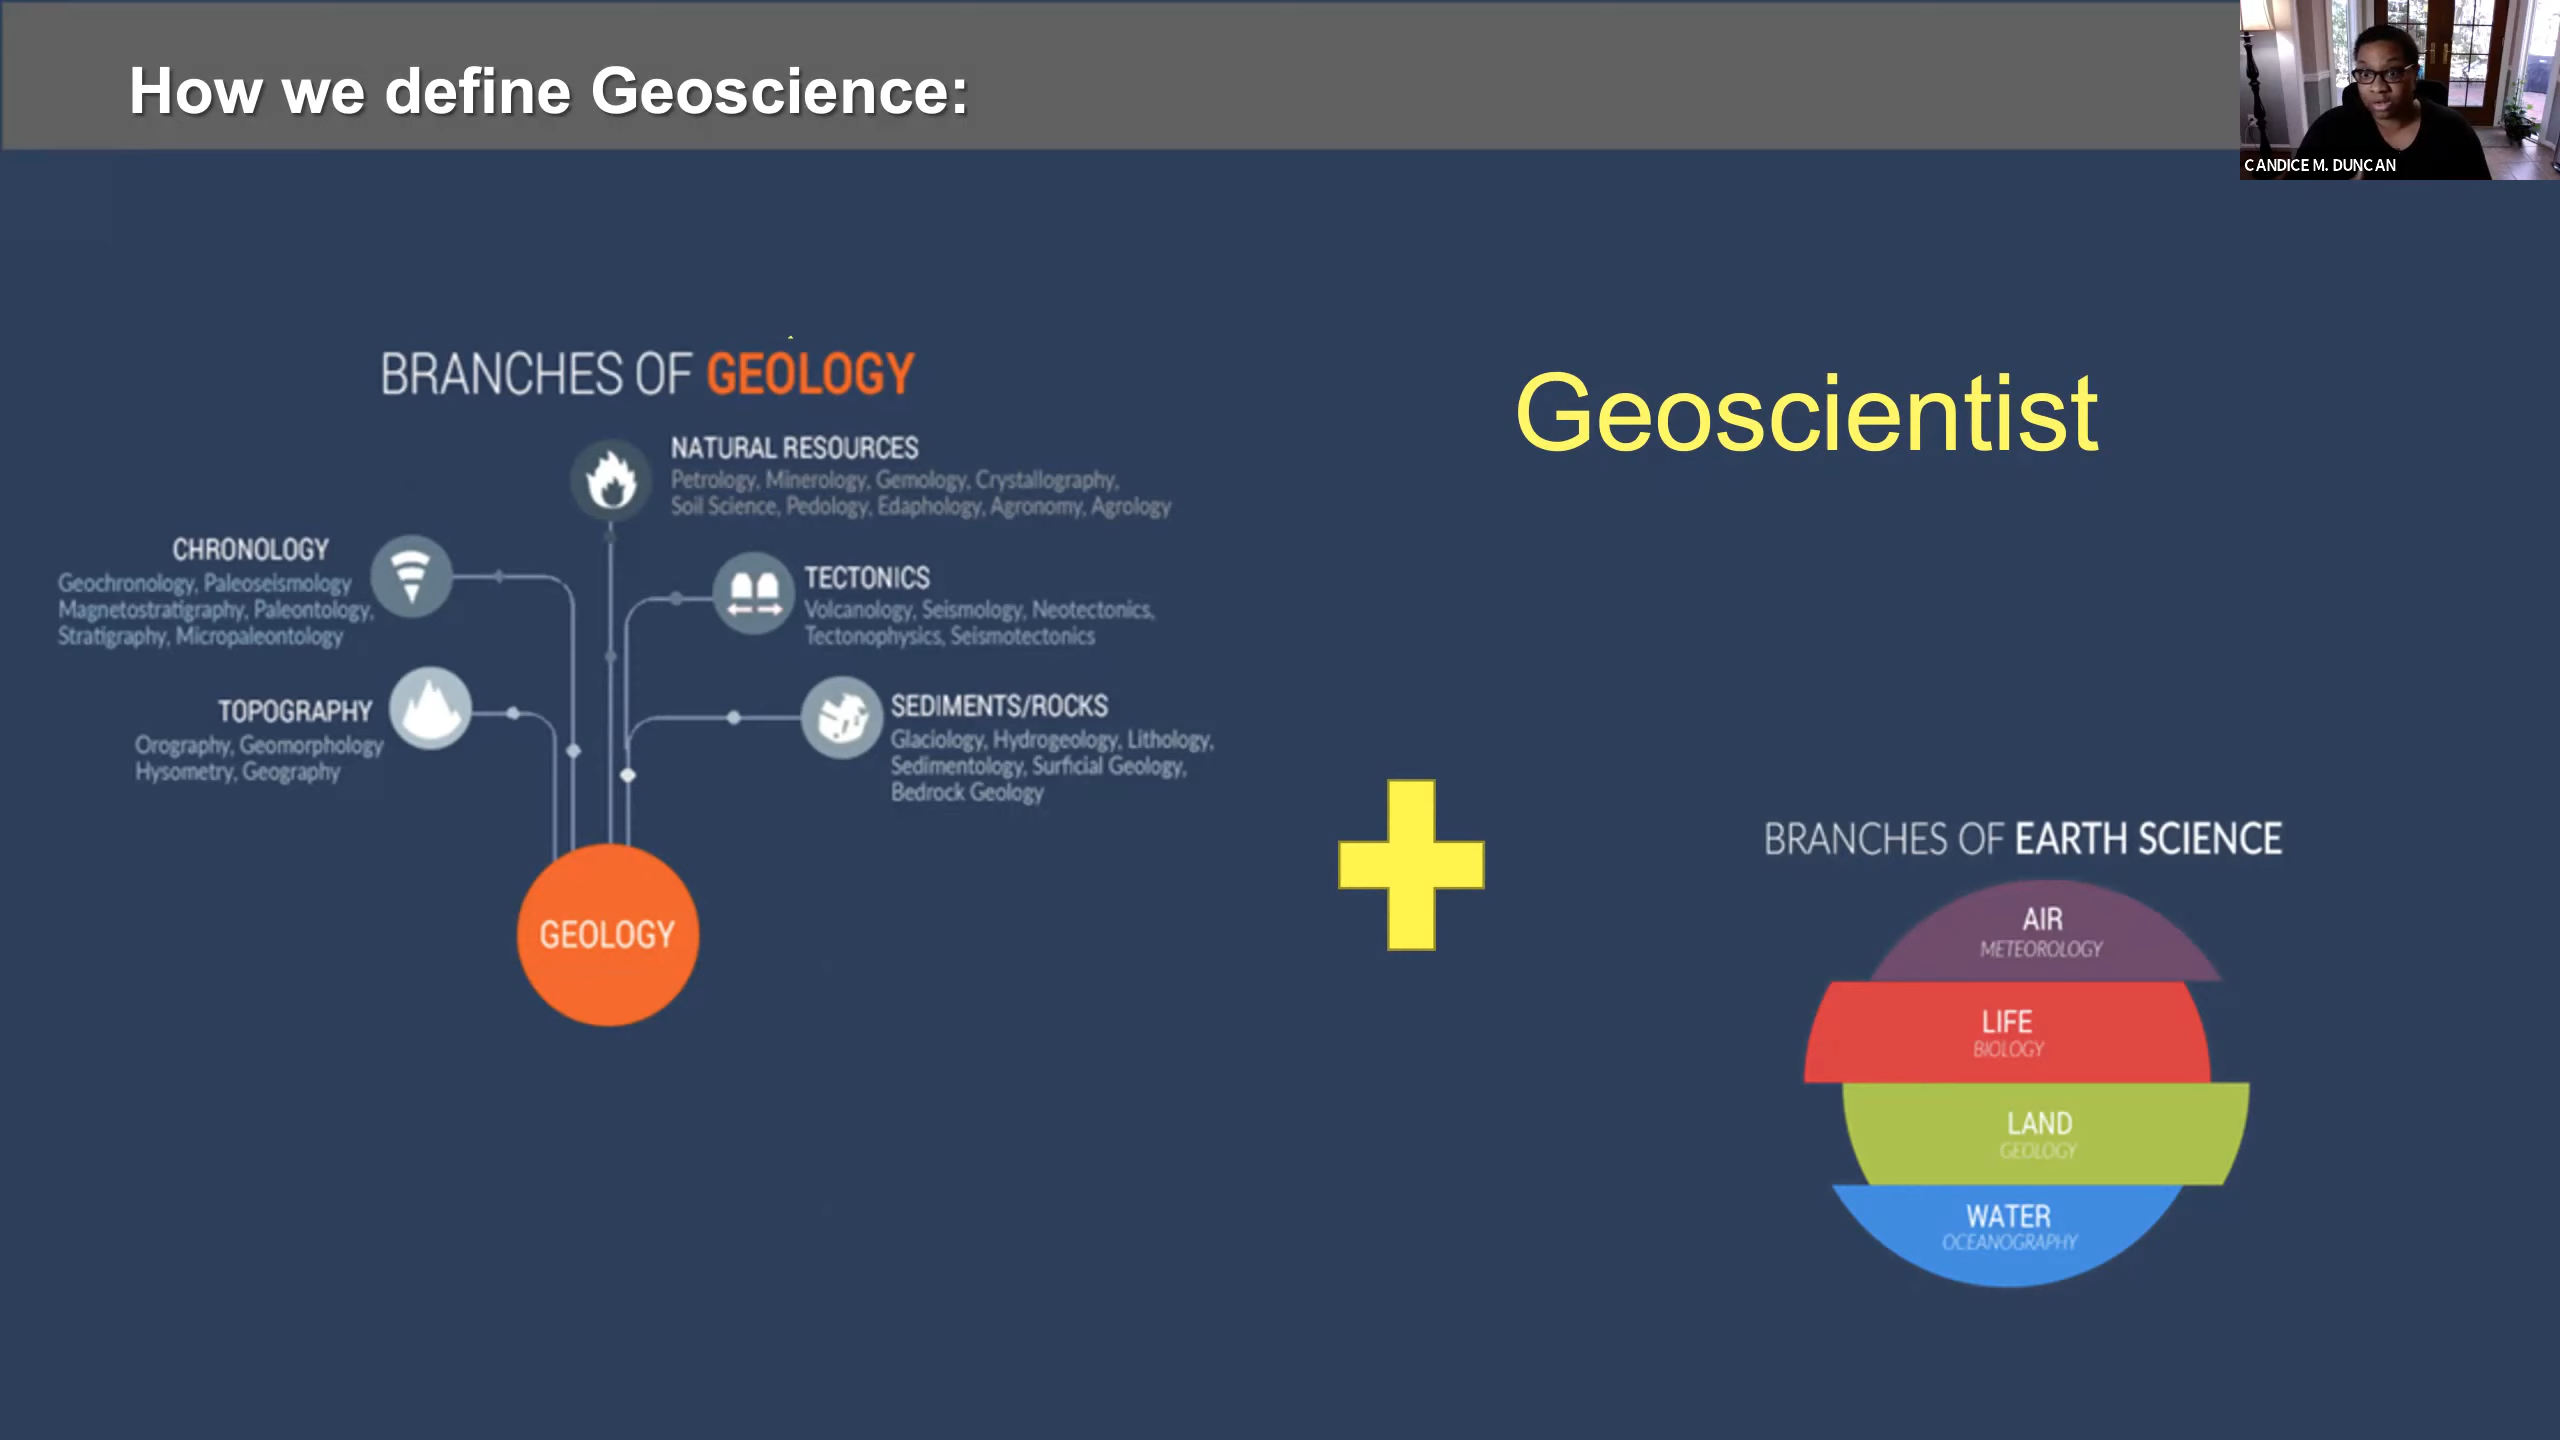 How we define Geoscience:
CANDICE M. DUNCAN
BRANCHES OF GEOLOGY
NATURAL RESOURCES
Petrology, Minerology, Gemology, Crystallography,
Soil Science, Pedology, Edaphology, Agronomy, Agrology
CHRONOLOGY
Geochronology, Paleoseismology
Magnetostratigraphy, Paleontology,
Stratigraphy, Micropaleontology
TECTONICS
Volcanology, Seismology, Neotectonics,
Tectonophysics, Seismotectonics
TOPOGRAPHY
Orography, Geomorphology
Hysometry, Geography
SEDIMENTS/ROCKS
Glaciology, Hydrogeology, Lithology,
Sedimentology, Surficial Geology,
Bedrock Geology
GEOLOGY
Geoscientist
BRANCHES OF EARTH SCIENCE
AIR
METEOROLOGY
LIFE
BIOLOGY
LAND
GEOLOGY
WATER
OCEANOGRAPHY